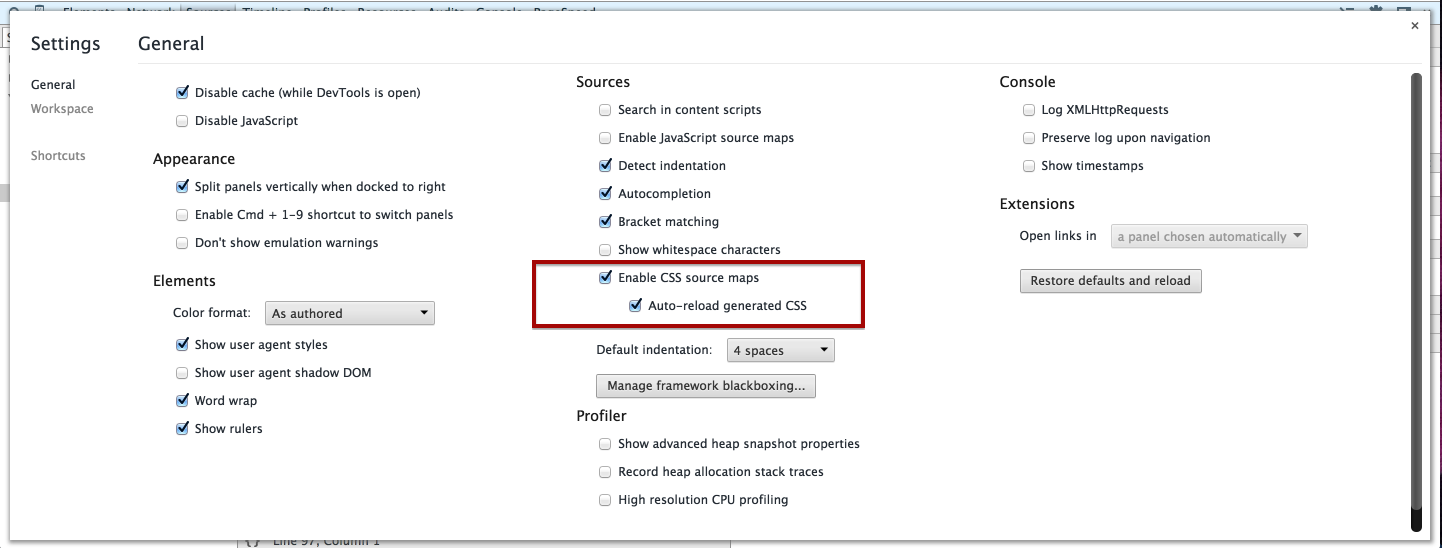 Elements Network Sources Timeline Profiles Resources Audits Console PageSpeed
Settings
General
×
General
Workspace
Shortcuts
Disable cache (while DevTools is open)
Disable JavaScript
Appearance
Split panels vertically when docked to right
Enable Cmd + 1-9 shortcut to switch panels
Don't show emulation warnings
Elements
Color format: As authored
Show user agent styles
Show user agent shadow DOM
Word wrap
Show rulers
Sources
Search in content scripts
Enable JavaScript source maps
Detect indentation
Autocompletion
Bracket matching
Show whitespace characters
Enable CSS source maps
Auto-reload generated CSS
Default indentation: 4 spaces
Manage framework blackboxing...
Profiler
Show advanced heap snapshot properties
Record heap allocation stack traces
High resolution CPU profiling
Console
Log XMLHttpRequests
Preserve log upon navigation
Show timestamps
Extensions
Open links in a panel chosen automatically
Restore defaults and reload
{} Line 97, Column 1